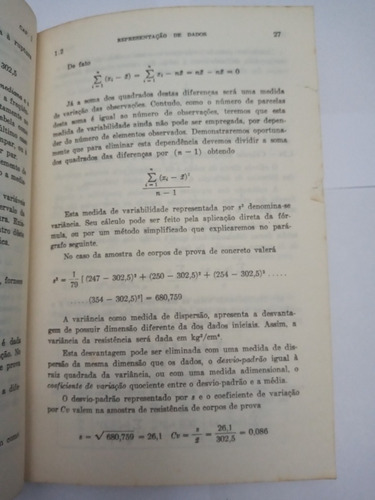 1.2
REPRESENTAÇÃO DE DADOS 27
De fato
n∑i=1 (xᵢ − x̄) = n∑i=1 xᵢ − nx̄ = nx̄ − nx̄ = 0
Já a soma dos quadrados destas diferenças será uma medida
de variação das observações. Contudo, como o número de parcelas
desta soma é igual ao número de observações, teremos que esta
medida de variabilidade ainda não pode ser empregada, por depen-
der do número de elementos observados. Demonstraremos oportuna-
mente que para eliminar esta dependência devemos dividir a soma
dos quadrados das diferenças por (n − 1) obtendo
n∑i=1 (xᵢ − x̄)²
n − 1
Esta medida de variabilidade representada por s² denomina-se
variância. Seu cálculo pode ser feito pela aplicação direta da fór-
mula, ou por um método simplificado que explicaremos no pará-
grafo seguinte.
No caso da amostra de corpos de prova de concreto valerá
s² = 1/79 [(247 − 302,5)² + (250 − 302,5)² + (254 − 302,5)² .....
(354 − 302,5)²] = 680,759
A variância como medida de dispersão, apresenta a desvanta-
gem de possuir dimensão diferente da dos dados iniciais. Assim, a
variância da resistência será dada em kg²/cm⁴.
Esta desvantagem pode ser eliminada com uma medida de dis-
persão da mesma dimensão que os dados, o desvio-padrão igual à
raís quadrada da variância, ou com uma medida adimensional, o
coeficiente de variação quociente entre o desvio-padrão e a média.
O desvio-padrão representado por s e o coeficiente de variação
por Cv valem na amostra de resistência de corpos de prova
s = √680,759 = 26,1 Cv = s/x̄ = 26,1/302,5 = 0,086